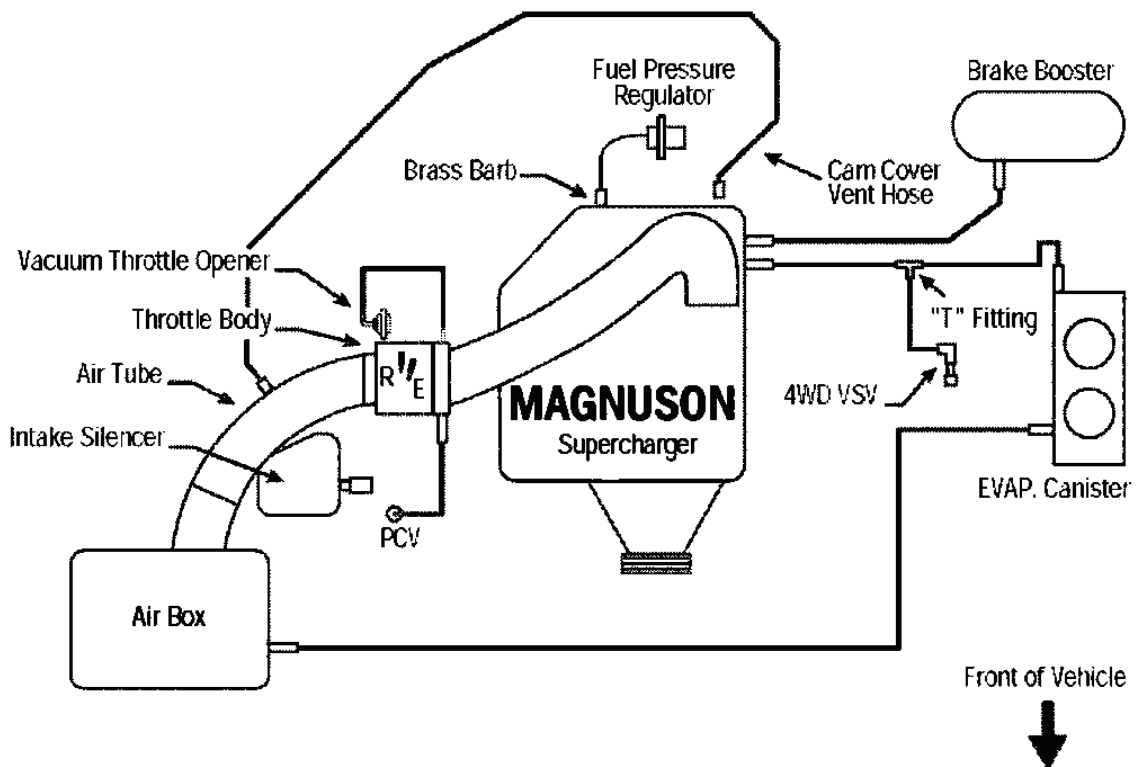 Fuel Pressure
Regulator
Brake Booster
Brass Barb
Cam Cover
Vent Hose
Vacuum Throttle Opener
Throttle Body
"T" Fitting
Air Tube
R E
4WD VSV
MAGNUSON
Intake Silencer
Supercharger
EVAP. Canister
PCV
Air Box
Front of Vehicle